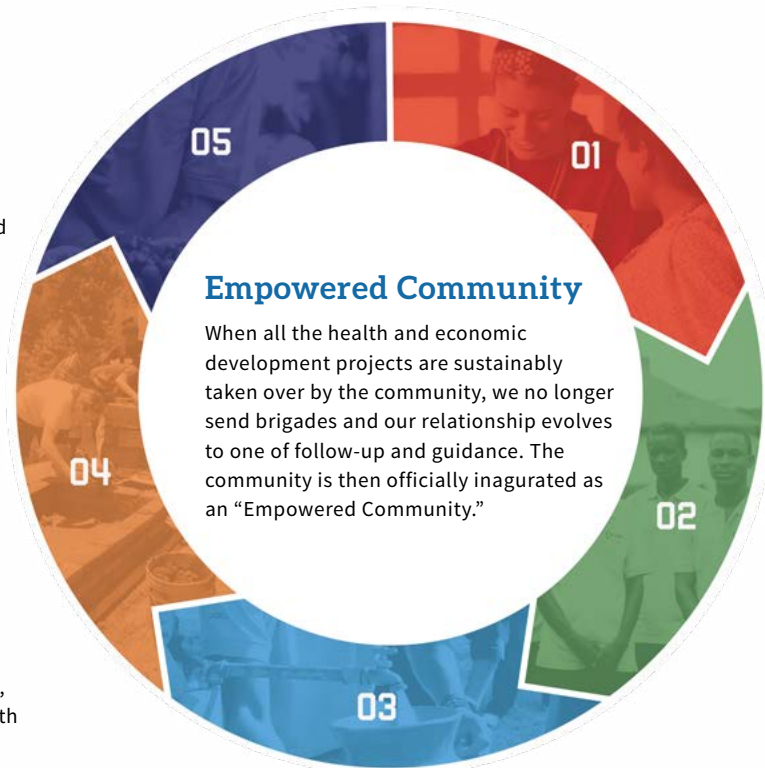 05
01
Empowered Community
When all the health and economic
development projects are sustainably
taken over by the community, we no longer
send brigades and our relationship evolves
to one of follow-up and guidance. The
community is then officially inagurated as
an “Empowered Community.”
04
02
03